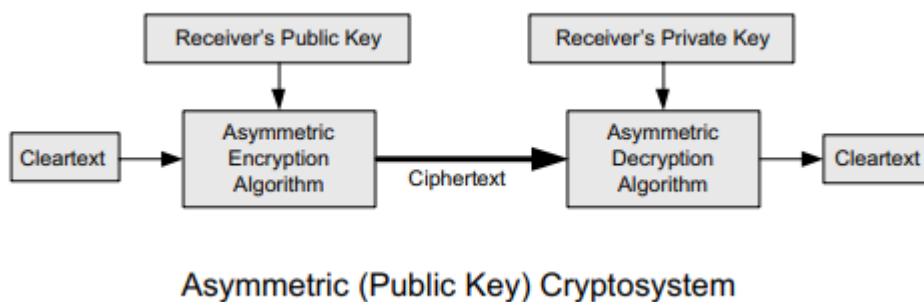 Receiver's Public Key
Receiver's Private Key
Cleartext
Asymmetric
Encryption
Algorithm
Ciphertext
Asymmetric
Decryption
Algorithm
Cleartext
Asymmetric (Public Key) Cryptosystem